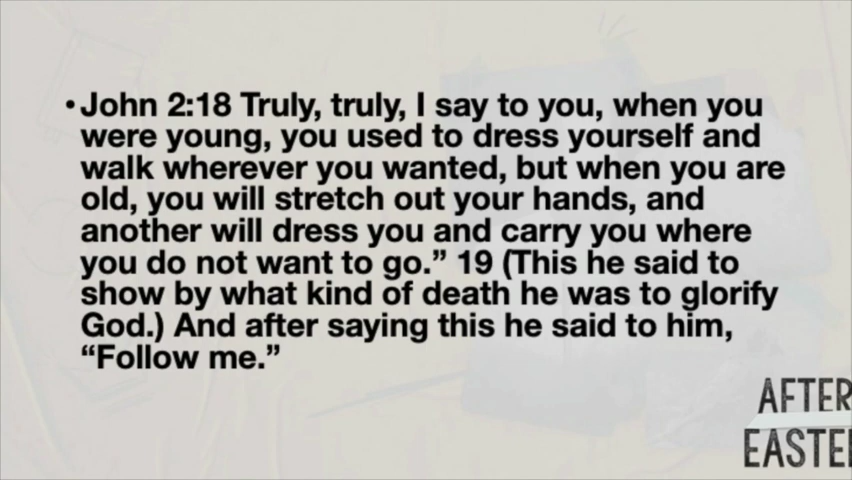 •John 2:18 Truly, truly, I say to you, when you
were young, you used to dress yourself and
walk wherever you wanted, but when you are
old, you will stretch out your hands, and
another will dress you and carry you where
you do not want to go.” 19 (This he said to
show by what kind of death he was to glorify
God.) And after saying this he said to him,
“Follow me.”
AFTER
EASTE